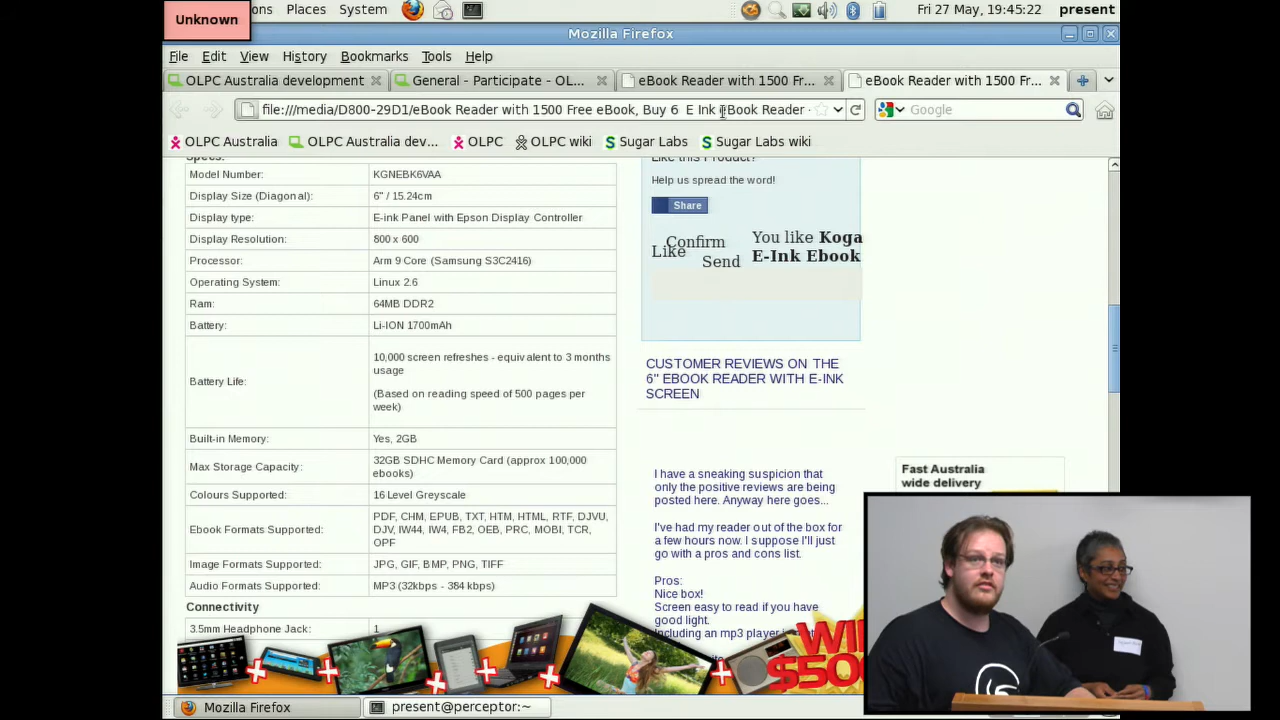 Unknown
ons Places System
Fri 27 May, 19:45:22 present
Mozilla Firefox
File Edit View History Bookmarks Tools Help
OLPC Australia development
General - Participate - OL...
eBook Reader with 1500 Fr...
eBook Reader with 1500 Fr...
file:///media/D800-29D1/eBook Reader with 1500 Free eBook, Buy 6 E Ink eBook Reader -
Google
OLPC Australia
OLPC Australia dev...
OLPC
OLPC wiki
Sugar Labs
Sugar Labs wiki
Specs:
Model Number: KGNEBK6VAA
Display Size (Diagonal): 6" / 15.24cm
Display type: E-ink Panel with Epson Display Controller
Display Resolution: 800 x 600
Processor: Arm 9 Core (Samsung S3C2416)
Operating System: Linux 2.6
Ram: 64MB DDR2
Battery: Li-ION 1700mAh
Battery Life:
10,000 screen refreshes - equivalent to 3 months
usage
(Based on reading speed of 500 pages per
week)
Built-in Memory: Yes, 2GB
Max Storage Capacity:
32GB SDHC Memory Card (approx 100,000
ebooks)
Colours Supported: 16 Level Greyscale
Ebook Formats Supported:
PDF, CHM, EPUB, TXT, HTM, HTML, RTF, DJVU,
DJV, IW44, IW4, FB2, OEB, PRC, MOBI, TCR,
OPF
Image Formats Supported: JPG, GIF, BMP, PNG, TIFF
Audio Formats Supported: MP3 (32kbps - 384 kbps)
Connectivity
3.5mm Headphone Jack: 1
Like this Product?
Help us spread the word!
Share
Like
Confirm
Send
You like Koga
E-Ink Ebook
CUSTOMER REVIEWS ON THE
6" EBOOK READER WITH E-INK
SCREEN
I have a sneaking suspicion that
only the positive reviews are being
posted here. Anyway here goes...
I've had my reader out of the box for
a few hours now. I suppose I'll just
go with a pros and cons list.
Pros:
Nice box!
Screen easy to read if you have
good light.
Including an mp3 player
Fast Australia
wide delivery
WIN
$500
Mozilla Firefox
present@perceptor:~